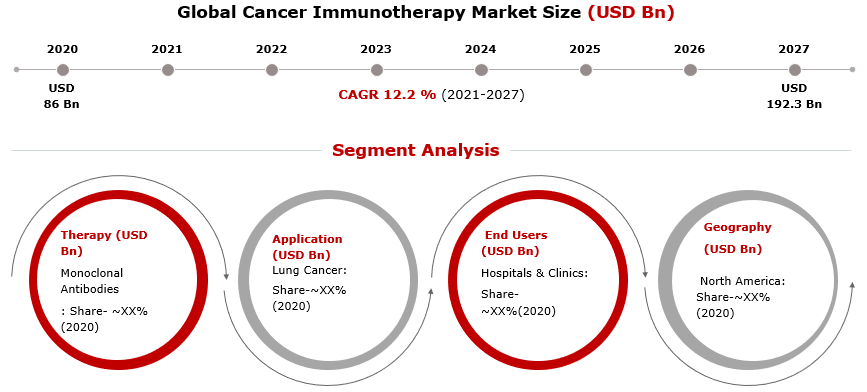 Global Cancer Immunotherapy Market Size (USD Bn)
2020 2021 2022 2023 2024 2025 2026 2027
USD
86 Bn
USD
192.3 Bn
CAGR 12.2 % (2021-2027)
Segment Analysis
Therapy (USD
Bn)
Monoclonal
Antibodies
: Share- ~XX%
(2020)
Application
(USD Bn)
Lung Cancer:
Share-~XX%
(2020)
End Users
(USD Bn)
Hospitals & Clinics:
Share-
~XX%(2020)
Geography
(USD Bn)
North America:
Share-~XX%
(2020)